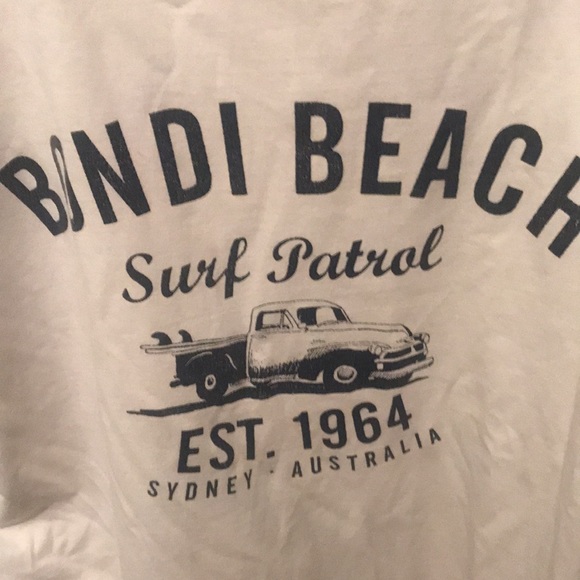 BONDI BEACH
Surf Patrol
EST. 1964
SYDNEY · AUSTRALIA